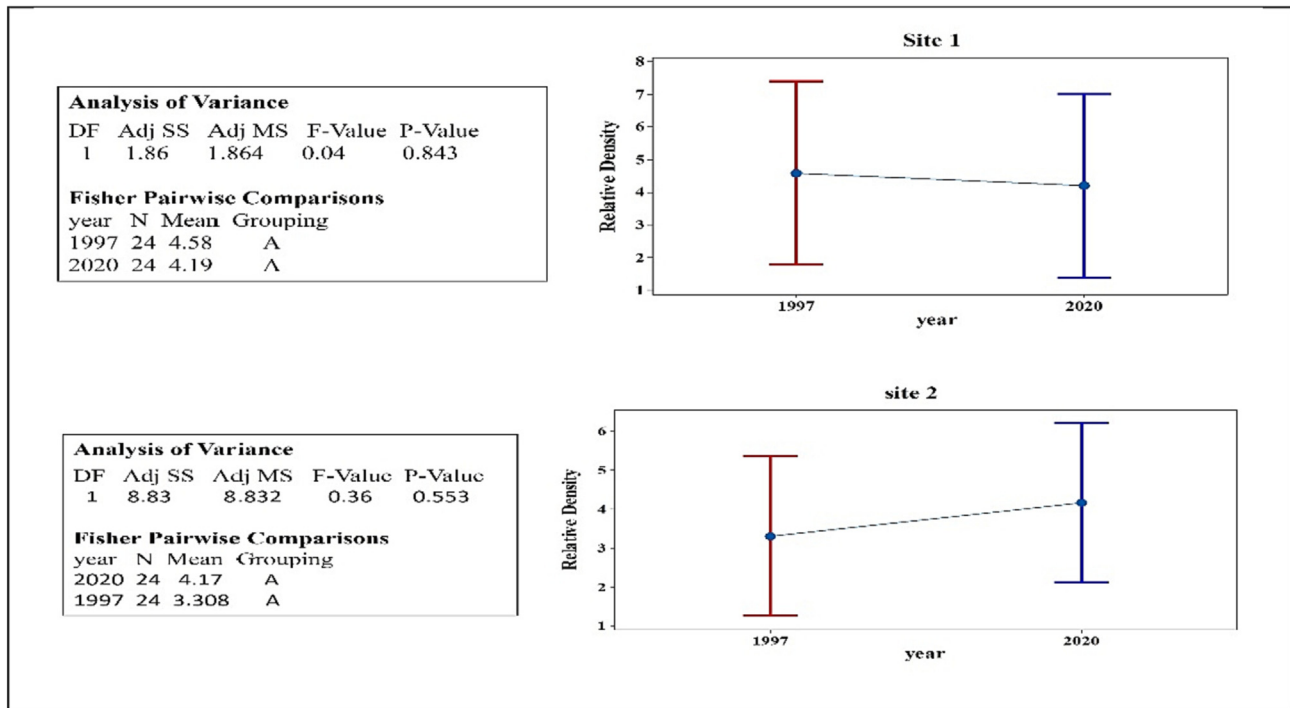 Analysis of Variance
DF Adj SS Adj MS F-Value P-Value
1 1.86 1.864 0.04 0.843
Fisher Pairwise Comparisons
year N Mean Grouping
1997 24 4.58 A
2020 24 4.19 A
Site 1
Relative Density
8
7
6
5
4
3
2
1
1997 2020
year
Analysis of Variance
DF Adj SS Adj MS F-Value P-Value
1 8.83 8.832 0.36 0.553
Fisher Pairwise Comparisons
year N Mean Grouping
2020 24 4.17 A
1997 24 3.308 A
site 2
Relative Density
6
5
4
3
2
1
1997 2020
year